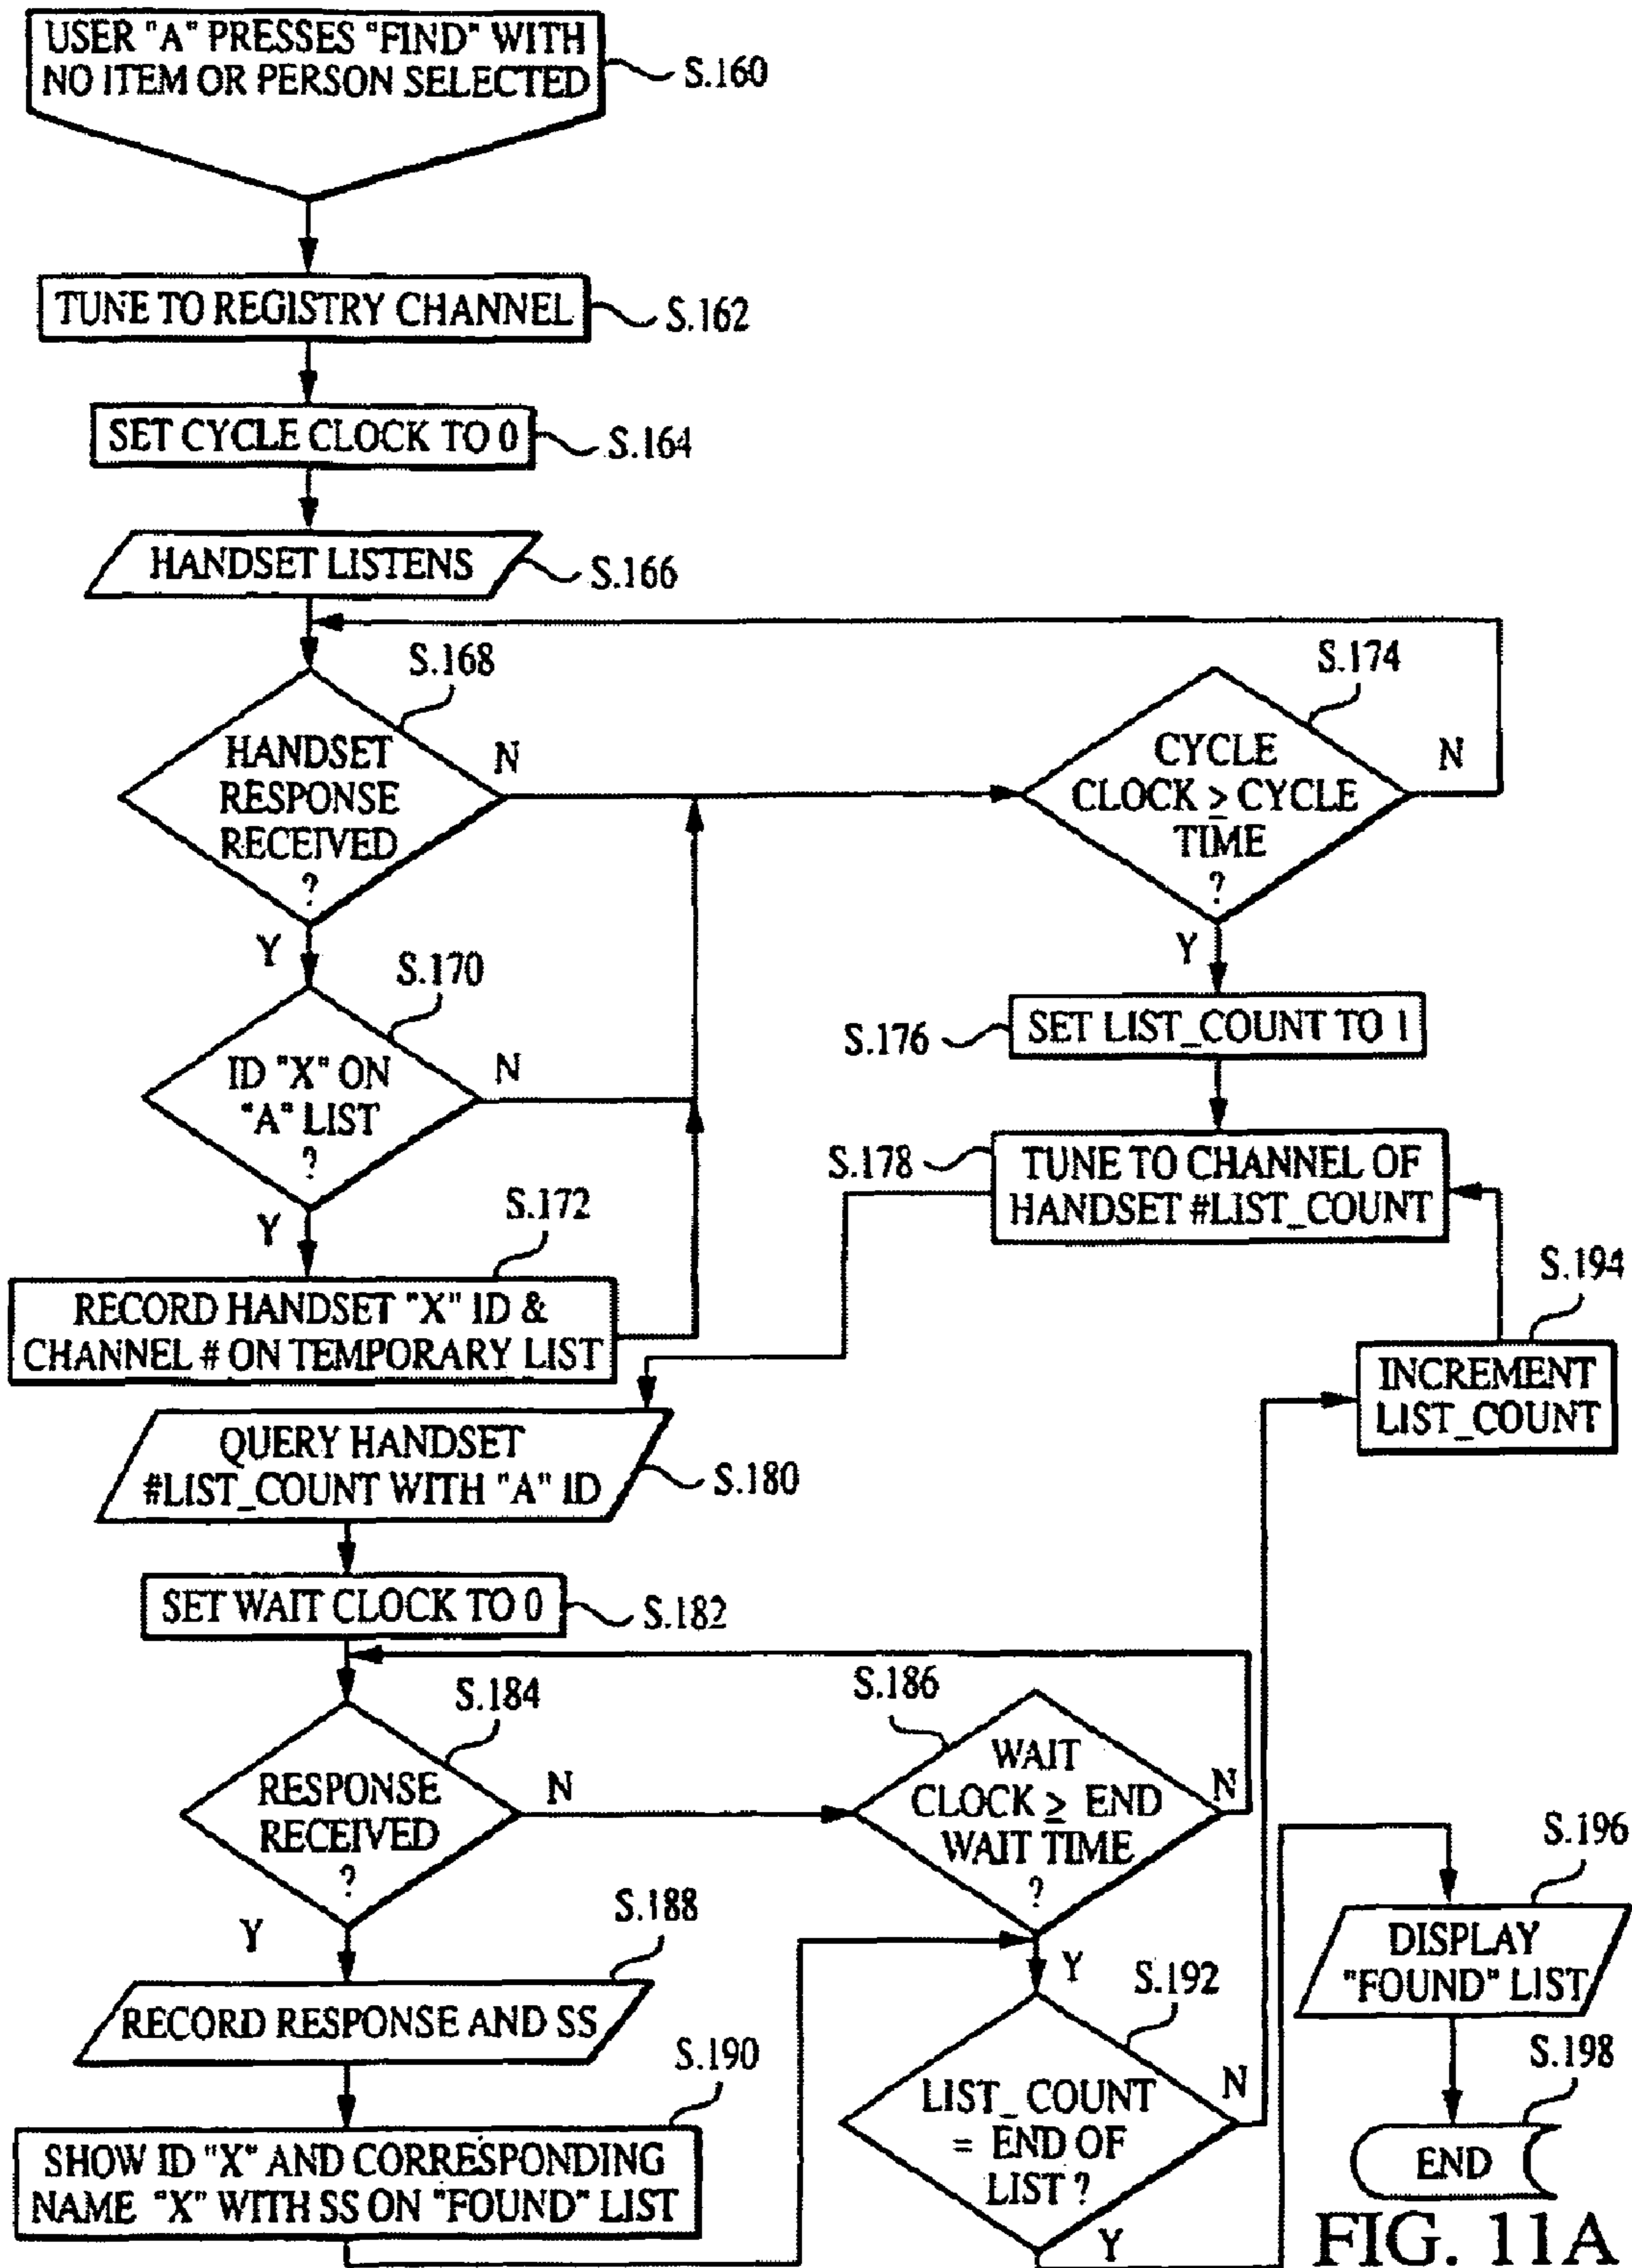 USER "A" PRESSES "FIND" WITH
NO ITEM OR PERSON SELECTED
S.160
TUNE TO REGISTRY CHANNEL
S.162
SET CYCLE CLOCK TO 0
S.164
HANDSET LISTENS
S.166
S.168
HANDSET
RESPONSE
RECEIVED
?
N
Y
S.174
CYCLE
CLOCK ≥ CYCLE
TIME
?
N
Y
S.170
ID "X" ON
"A" LIST
?
N
Y
S.176
SET LIST_COUNT TO 1
S.178
TUNE TO CHANNEL OF
HANDSET #LIST_COUNT
S.172
RECORD HANDSET "X" ID &
CHANNEL # ON TEMPORARY LIST
S.194
INCREMENT
LIST_COUNT
QUERY HANDSET
#LIST_COUNT WITH "A" ID
S.180
SET WAIT CLOCK TO 0
S.182
S.184
RESPONSE
RECEIVED
?
N
Y
S.186
WAIT
CLOCK ≥ END
WAIT TIME
?
N
Y
S.188
RECORD RESPONSE AND SS
S.190
SHOW ID "X" AND CORRESPONDING
NAME "X" WITH SS ON "FOUND" LIST
S.192
LIST_COUNT
= END OF
LIST ?
N
Y
S.196
DISPLAY
"FOUND" LIST
S.198
END
FIG. 11A